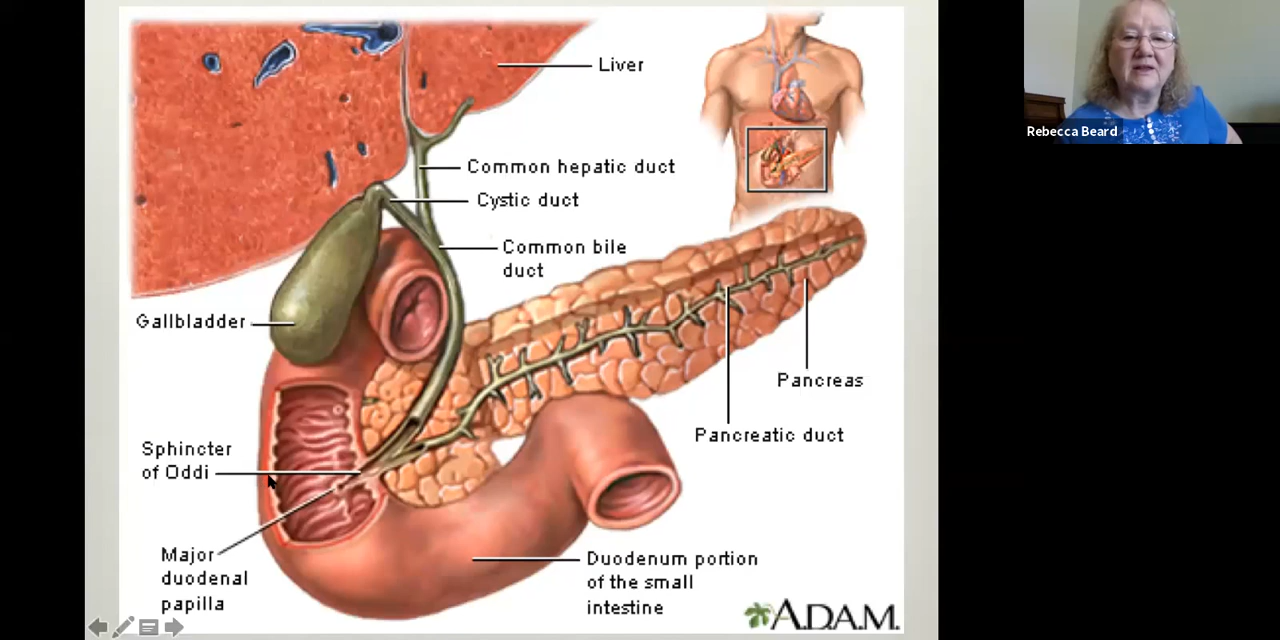 Liver
Rebecca Beard
Common hepatic duct
Cystic duct
Common bile
duct
Gallbladder
Pancreas
Pancreatic duct
Sphincter
of Oddi
Major
duodenal
papilla
Duodenum portion
of the small
intestine
A.D.A.M.